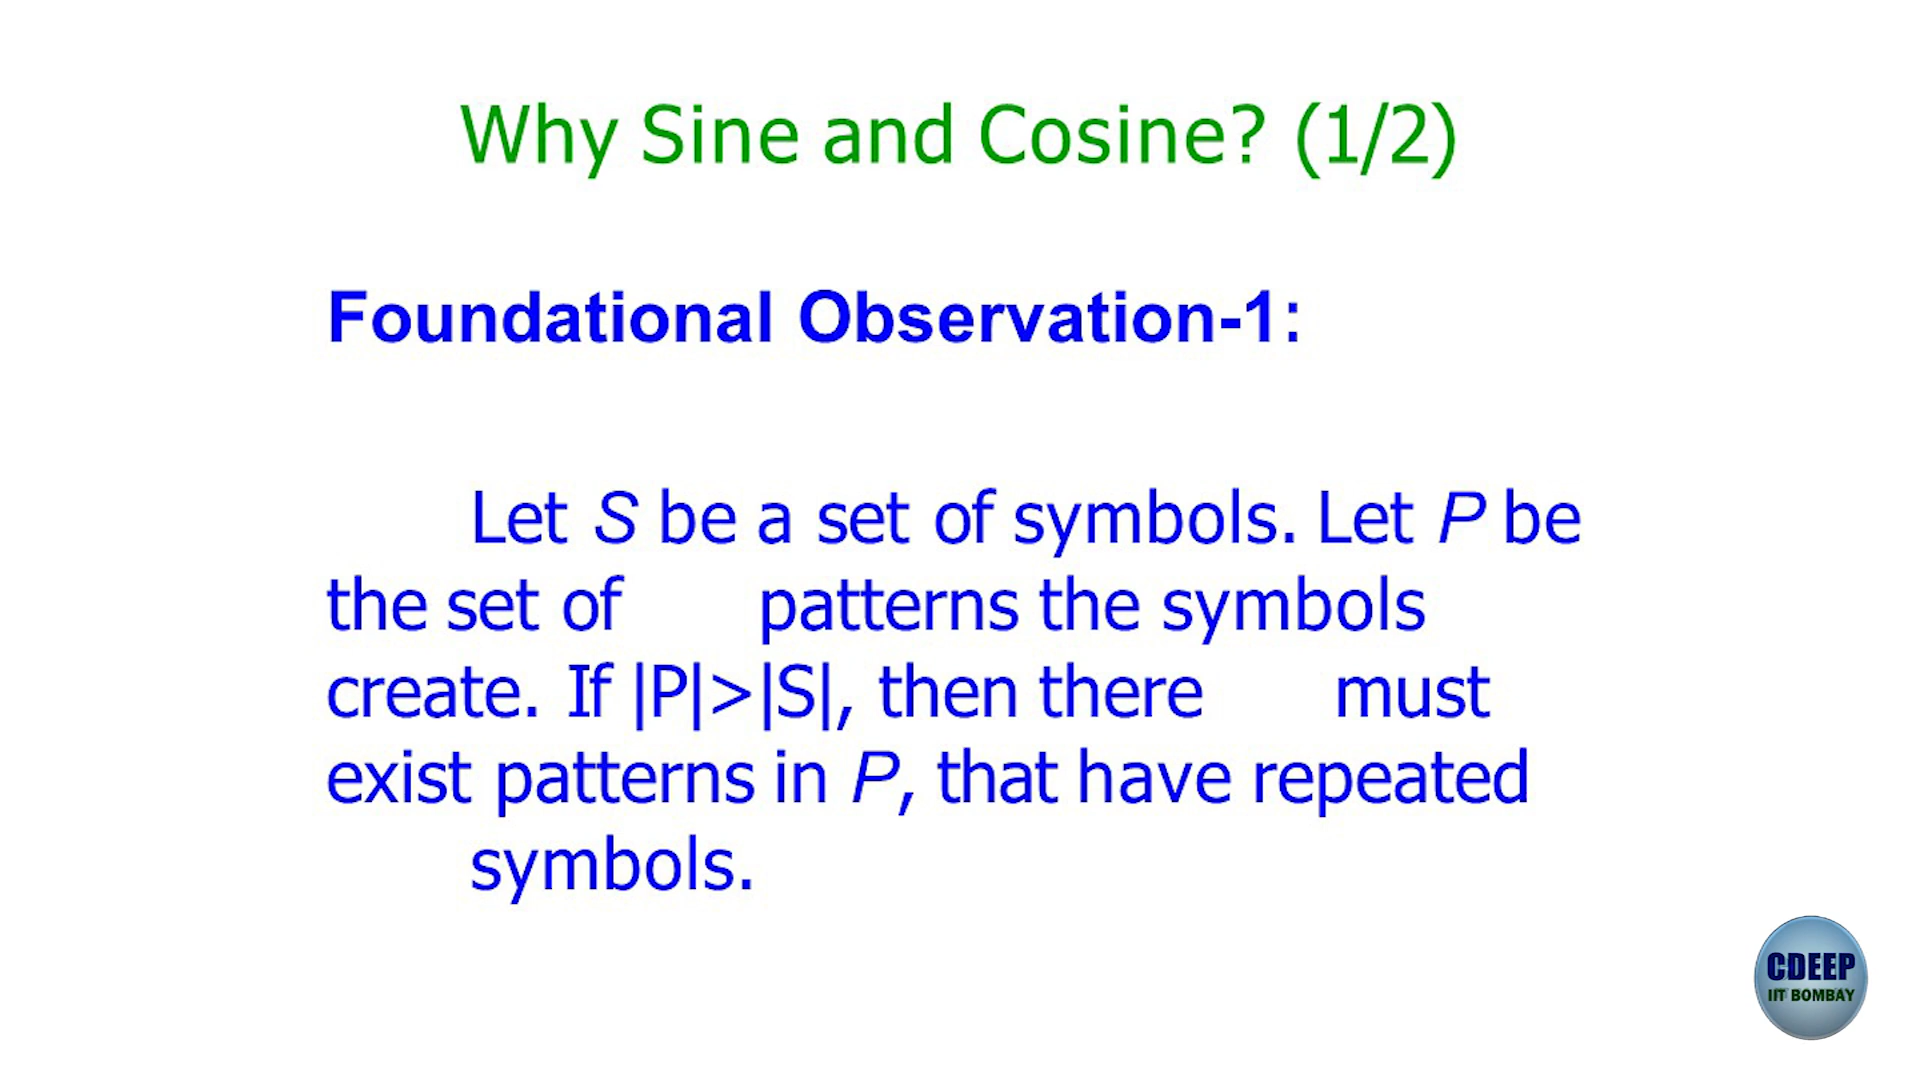 Why Sine and Cosine? (1/2)
Foundational Observation-1:
Let S be a set of symbols. Let P be
the set of patterns the symbols
create. If |P|>|S|, then there must
exist patterns in P, that have repeated
symbols.
CDEEP
IIT BOMBAY